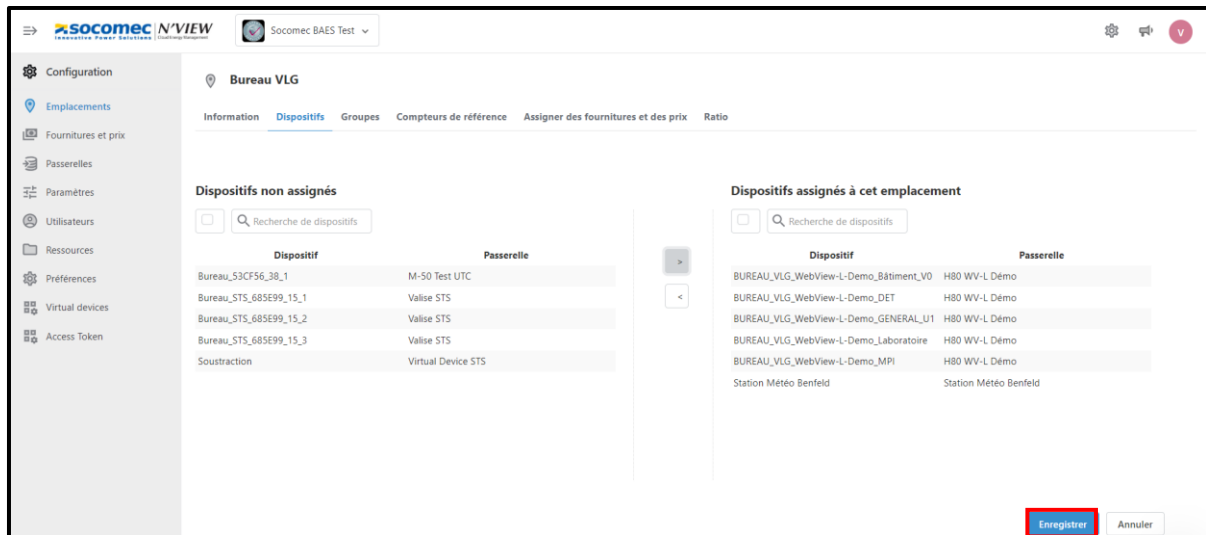 socomec N'VIEW
Innovative Power Solutions Cloud Energy Management
Socomec BAES Test
V
Configuration
Emplacements
Fournitures et prix
Passerelles
Paramètres
Utilisateurs
Ressources
Préférences
Virtual devices
Access Token
Bureau VLG
Information Dispositifs Groupes Compteurs de référence Assigner des fournitures et des prix Ratio
Dispositifs non assignés
Recherche de dispositifs
Dispositif Passerelle
Bureau_53CF56_38_1 M-50 Test UTC
Bureau_STS_685E99_15_1 Valise STS
Bureau_STS_685E99_15_2 Valise STS
Bureau_STS_685E99_15_3 Valise STS
Soustraction Virtual Device STS
>
<
Dispositifs assignés à cet emplacement
Recherche de dispositifs
Dispositif Passerelle
BUREAU_VLG_WebView-L-Demo_Bâtiment_V0 H80 WV-L Démo
BUREAU_VLG_WebView-L-Demo_DET H80 WV-L Démo
BUREAU_VLG_WebView-L-Demo_GENERAL_U1 H80 WV-L Démo
BUREAU_VLG_WebView-L-Demo_Laboratoire H80 WV-L Démo
BUREAU_VLG_WebView-L-Demo_MPI H80 WV-L Démo
Station Météo Benfeld Station Météo Benfeld
Enregistrer Annuler